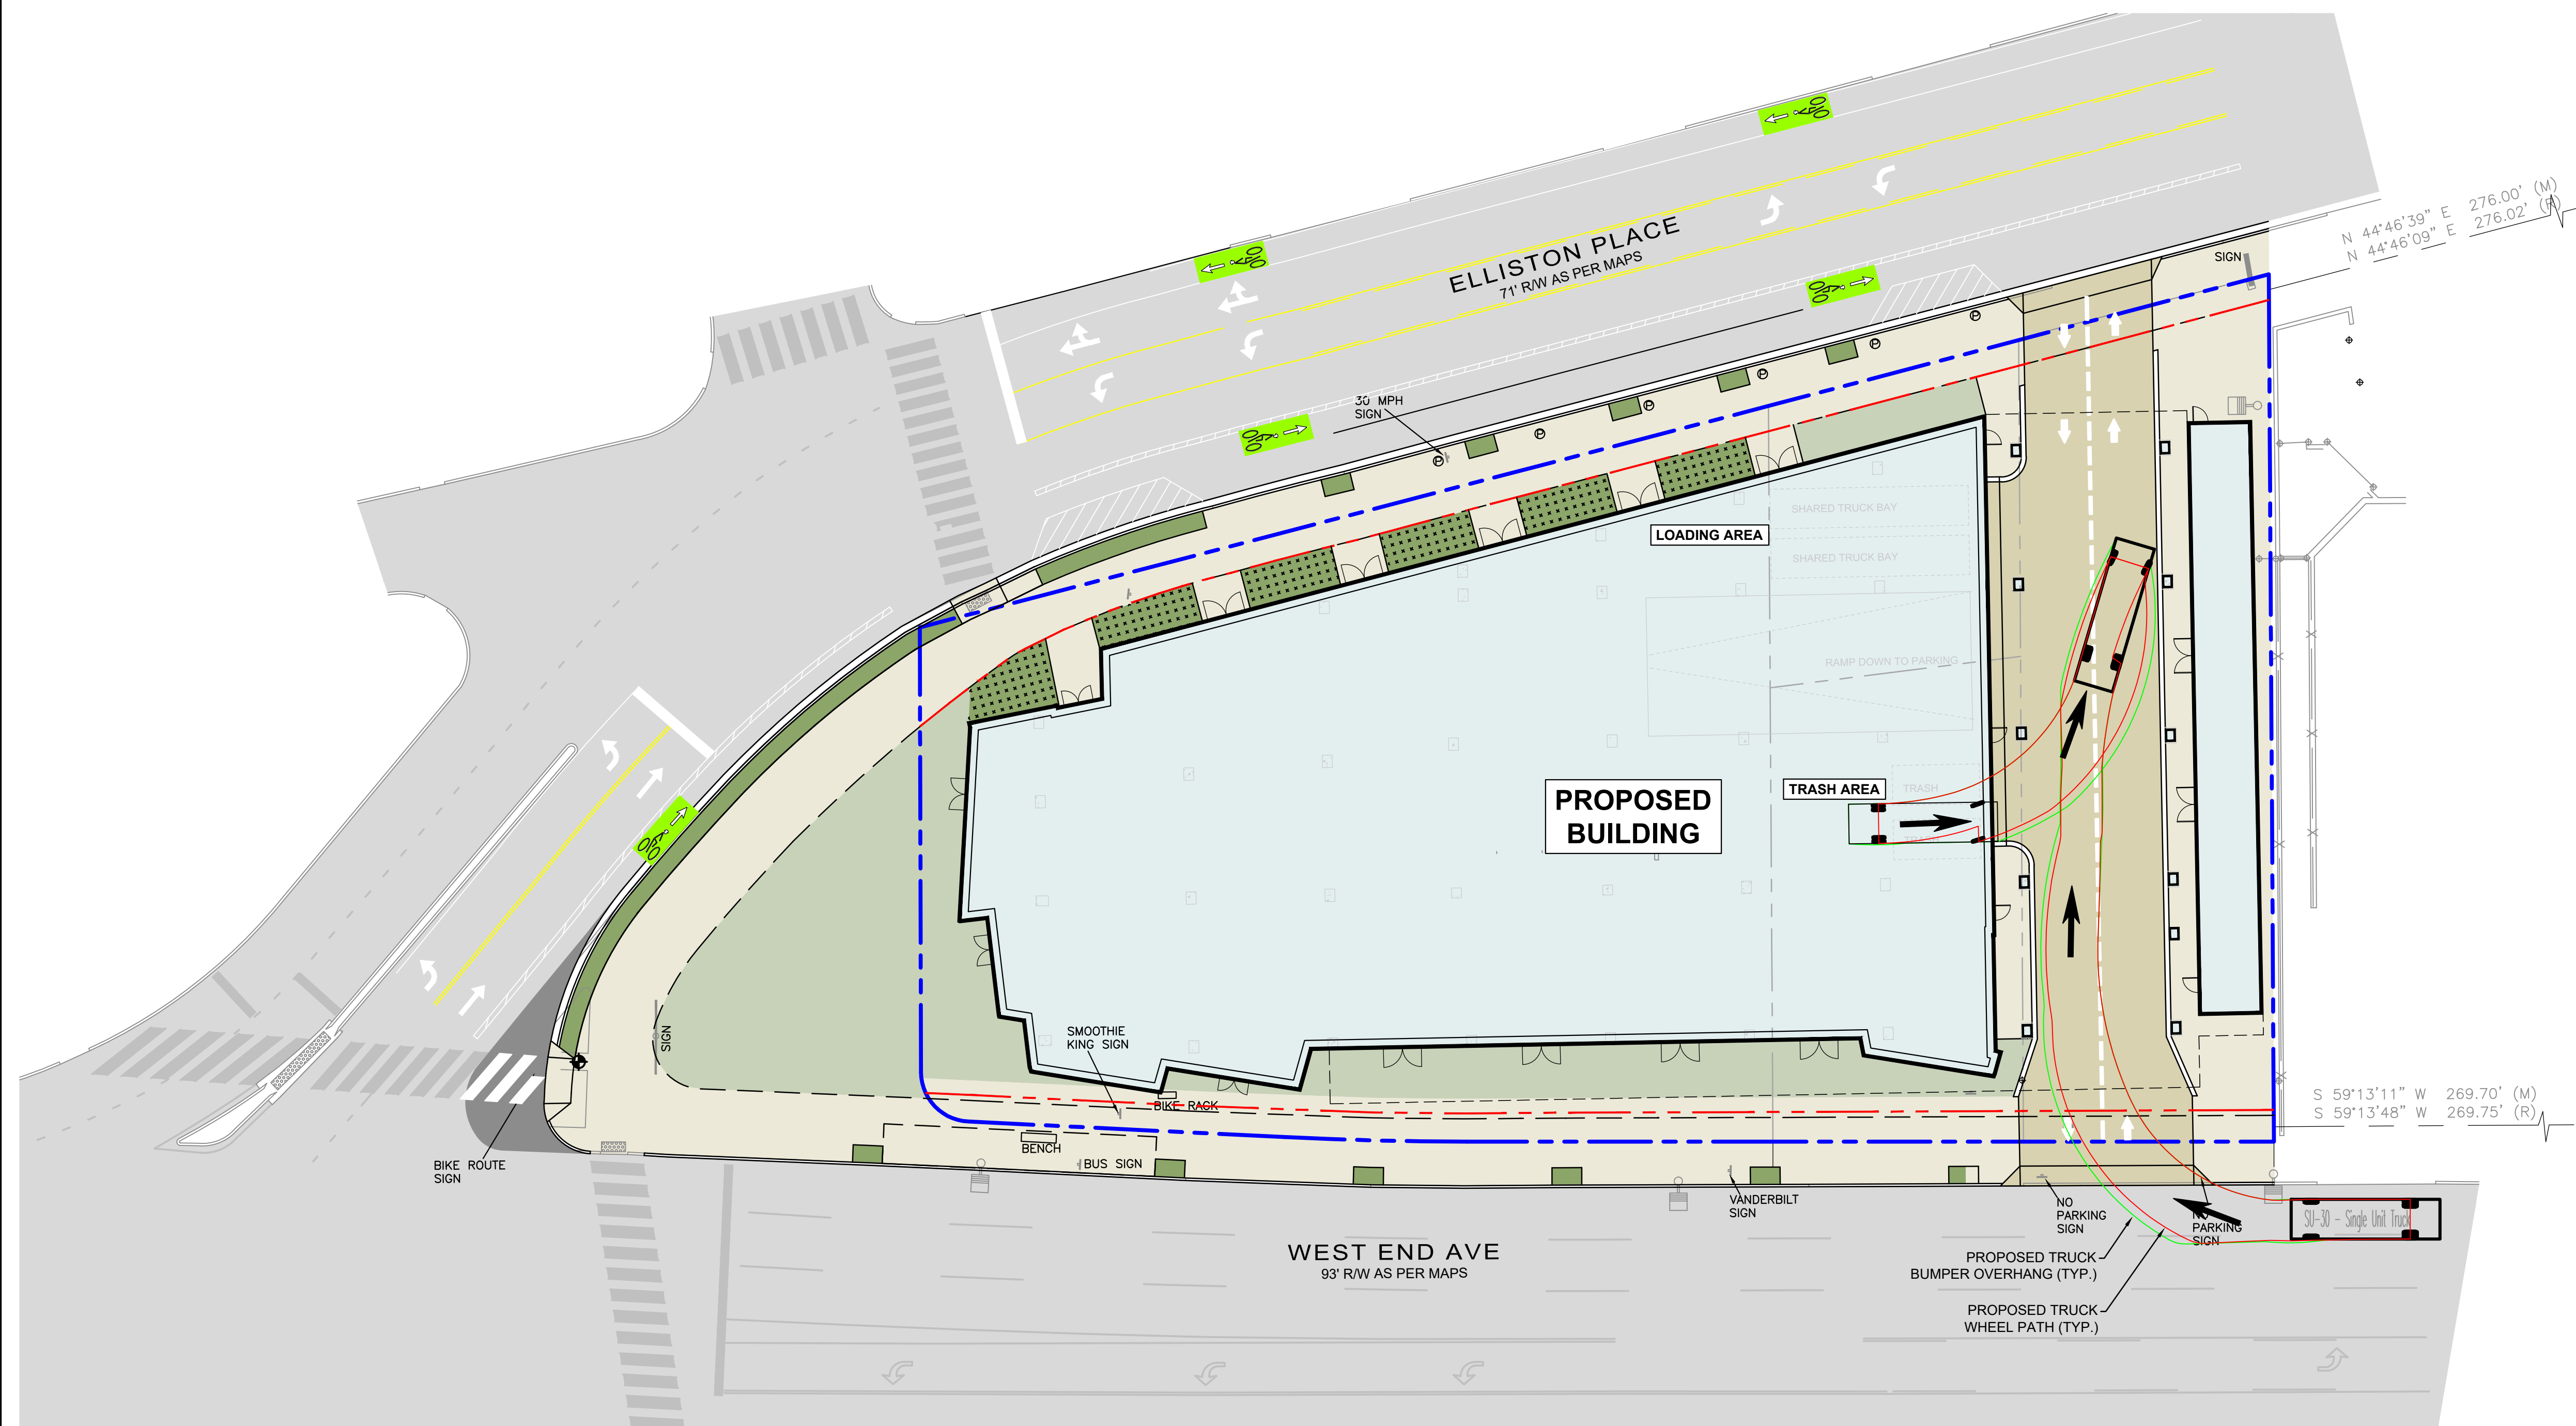 N 44°46'39" E 276.00' (M)
N 44°46'09" E 276.02' (R)
SIGN
ELLISTON PLACE
71' R/W AS PER MAPS
30 MPH
SIGN
SHARED TRUCK BAY
LOADING AREA
SHARED TRUCK BAY
RAMP DOWN TO PARKING
PROPOSED
BUILDING
TRASH AREA
TRASH
TRASH
SIGN
SMOOTHIE
KING SIGN
BIKE RACK
BENCH
BUS SIGN
BIKE ROUTE
SIGN
S 59°13'11" W 269.70' (M)
S 59°13'48" W 269.75' (R)
VANDERBILT
SIGN
NO
PARKING
SIGN
NO
PARKING
SIGN
SU-30 - Single Unit Truck
WEST END AVE
93' R/W AS PER MAPS
PROPOSED TRUCK
BUMPER OVERHANG (TYP.)
PROPOSED TRUCK
WHEEL PATH (TYP.)